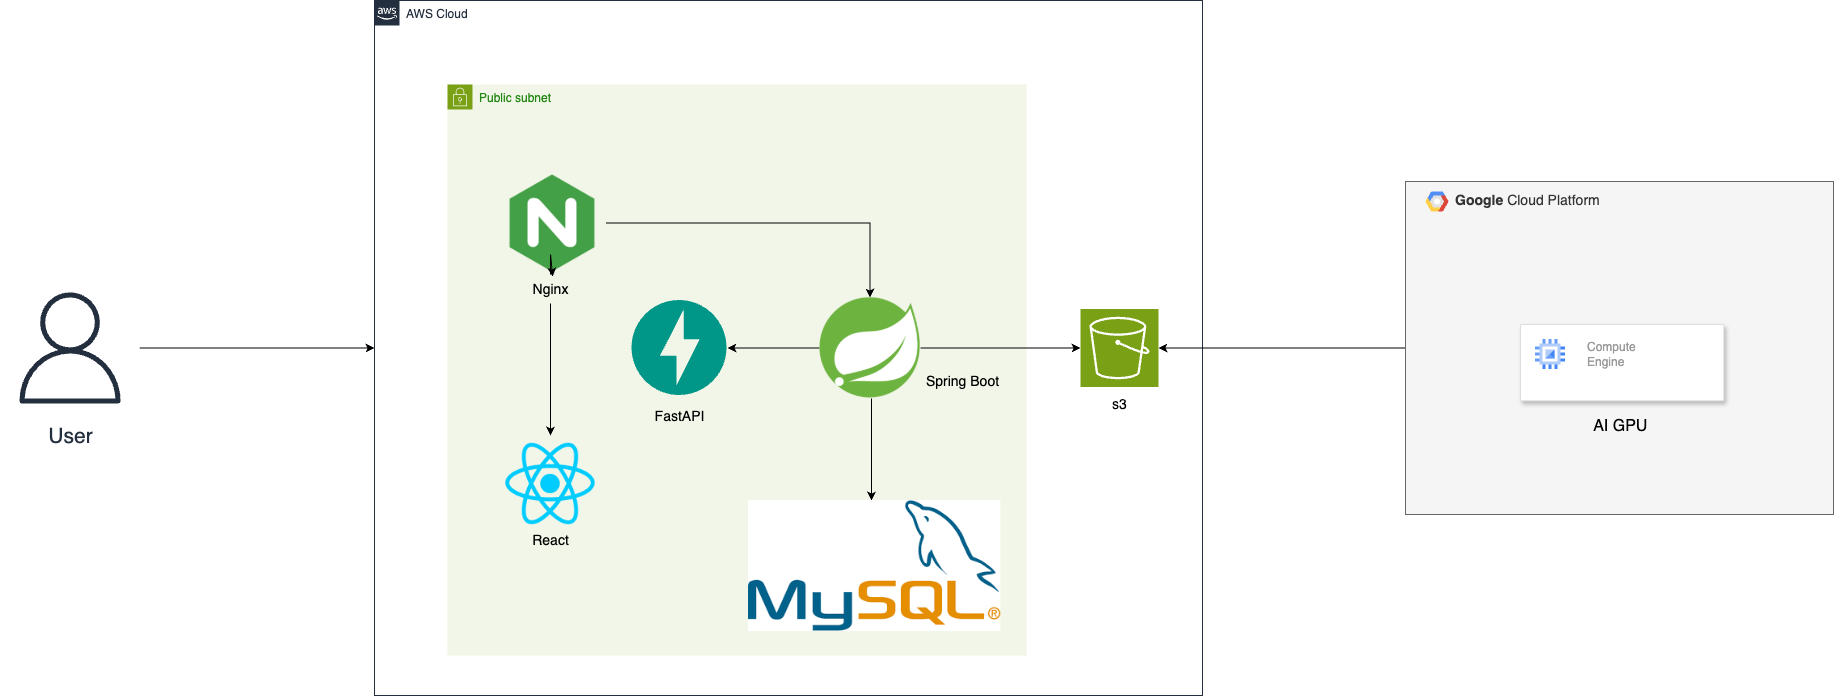 aws
AWS Cloud
Public subnet
Nginx
FastAPI
Spring Boot
React
MySQL®
s3
User
Google Cloud Platform
Compute
Engine
AI GPU